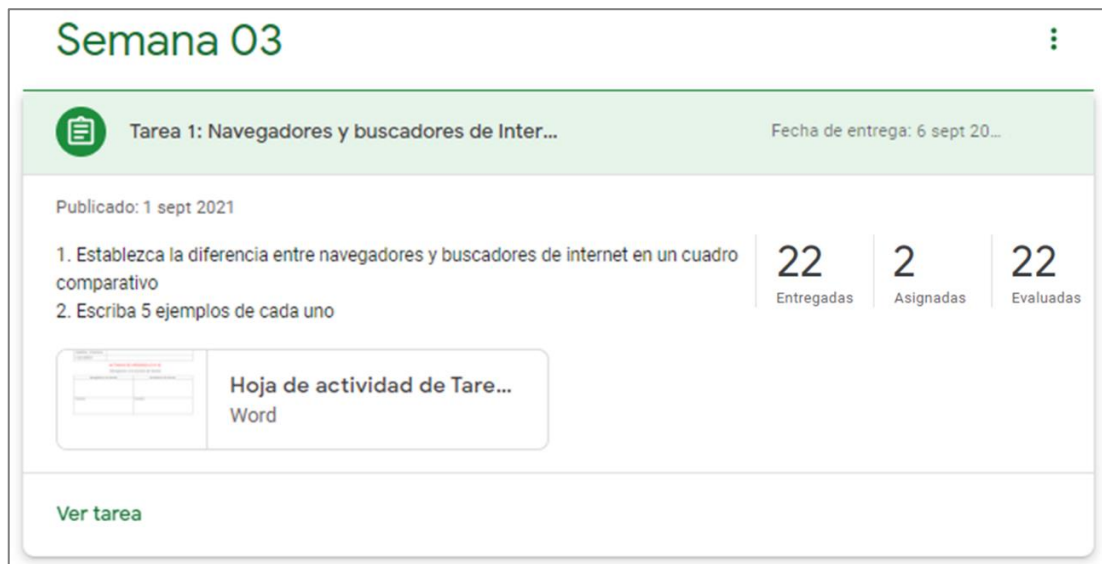 Semana 03
Tarea 1: Navegadores y buscadores de Inter...
Fecha de entrega: 6 sept 20...
Publicado: 1 sept 2021
1. Establezca la diferencia entre navegadores y buscadores de internet en un cuadro
comparativo
2. Escriba 5 ejemplos de cada uno
22
Entregadas
2
Asignadas
22
Evaluadas
Hoja de actividad de Tare...
Word
Ver tarea